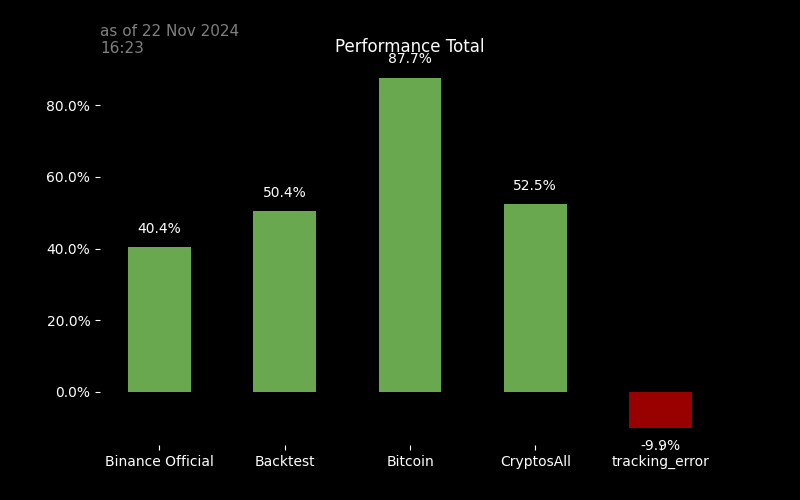 as of 22 Nov 2024
16:23
Performance Total
87.7%
80.0%
60.0%
52.5%
50.4%
40.4%
40.0%
20.0%
0.0%
-9.9%
Binance Official
Backtest
Bitcoin
CryptosAll
tracking_error